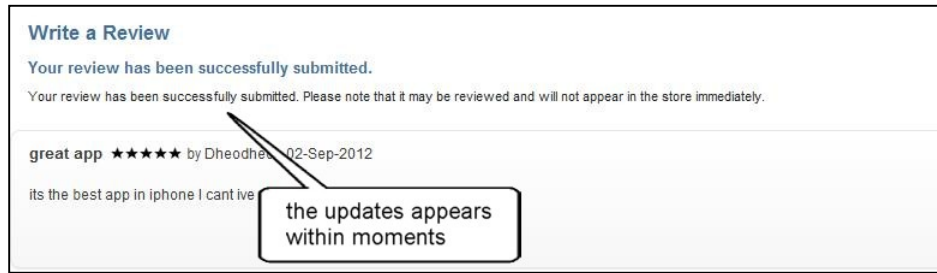 Write a Review
Your review has been successfully submitted.
Your review has been successfully submitted. Please note that it may be reviewed and will not appear in the store immediately.
great app ★★★★★ by Dheodhe 02-Sep-2012
its the best app in iphone I cant ive
the updates appears
within moments